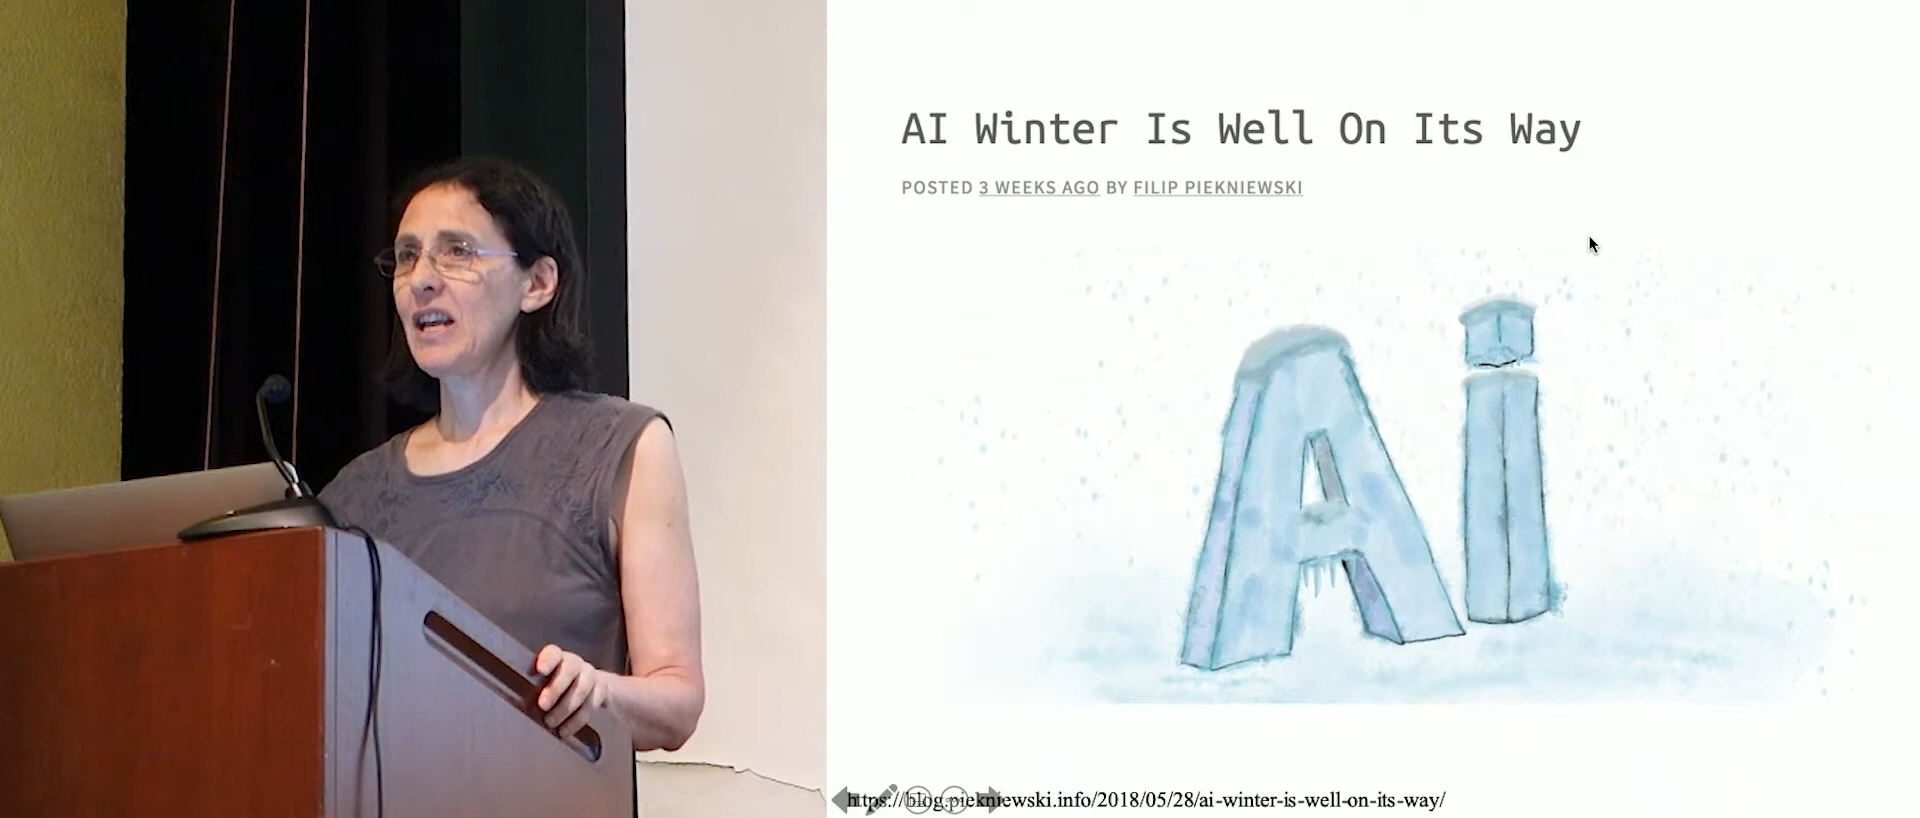 AI Winter Is Well On Its Way
POSTED 3 WEEKS AGO BY FILIP PIEKNIEWSKI
Ai
https://blog.piekniewski.info/2018/05/28/ai-winter-is-well-on-its-way/